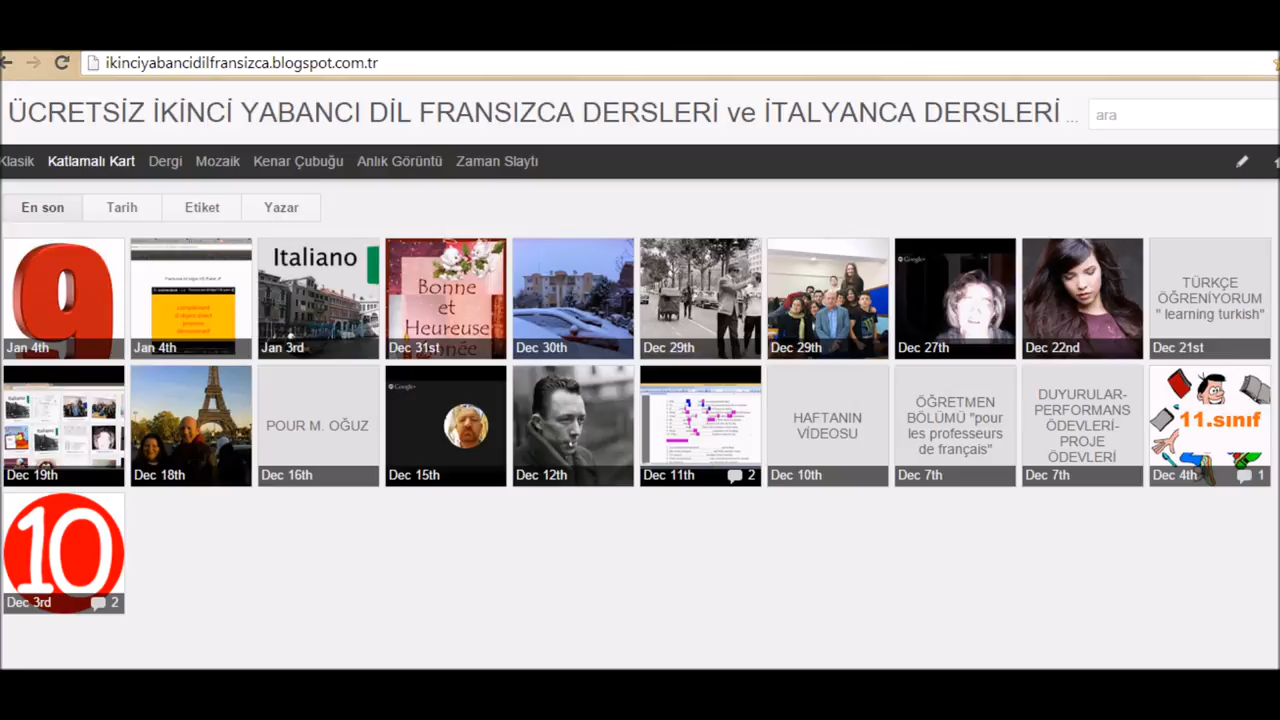 ikinciyabancidilfransizca.blogspot.com.tr
ÜCRETSİZ İKİNCİ YABANCI DİL FRANSIZCA DERSLERİ ve İTALYANCA DERSLERİ ...
ara
Klasik Katlamalı Kart Dergi Mozaik Kenar Çubuğu Anlık Görüntü Zaman Slaytı
En son Tarih Etiket Yazar
9
Jan 4th
Jan 4th
Italiano
Jan 3rd
Bonne
et
Heureuse
Dec 31st
Dec 30th
Dec 29th
Dec 29th
Google+
Dec 27th
Dec 22nd
TÜRKÇE
ÖĞRENİYORUM
" learning turkish"
Dec 21st
Italiano
Dec 19th
Dec 18th
POUR M. OĞUZ
Dec 16th
Google+
Dec 15th
Dec 12th
Dec 11th 2
HAFTANIN
VİDEOSU
Dec 10th
ÖĞRETMEN
BÖLÜMÜ "pour
les professeurs
de français"
Dec 7th
DUYURULAR-
PERFORMANS
ÖDEVLERİ-
PROJE
ÖDEVLERİ
Dec 7th
11.sınıf
Dec 4th 1
10
Dec 3rd 2